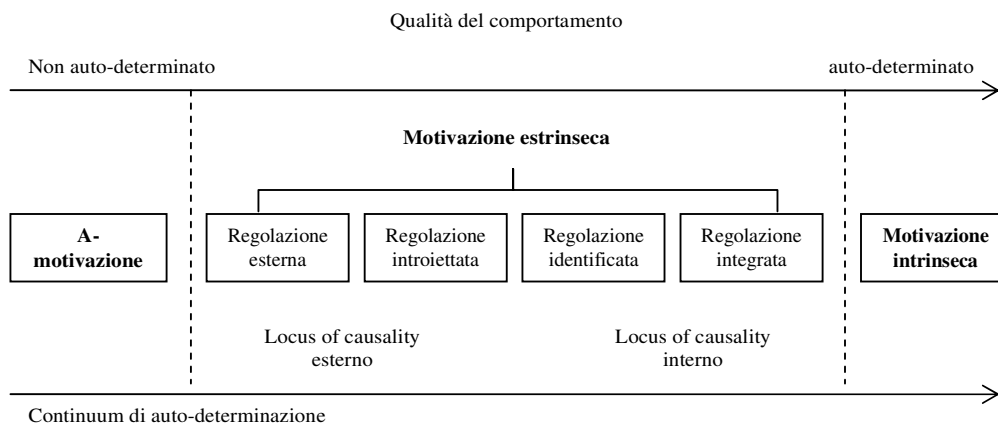 Qualità del comportamento
Non auto-determinato
auto-determinato
Motivazione estrinseca
A-
motivazione
Regolazione
esterna
Regolazione
introiettata
Regolazione
identificata
Regolazione
integrata
Motivazione
intrinseca
Locus of causality
esterno
Locus of causality
interno
Continuum di auto-determinazione